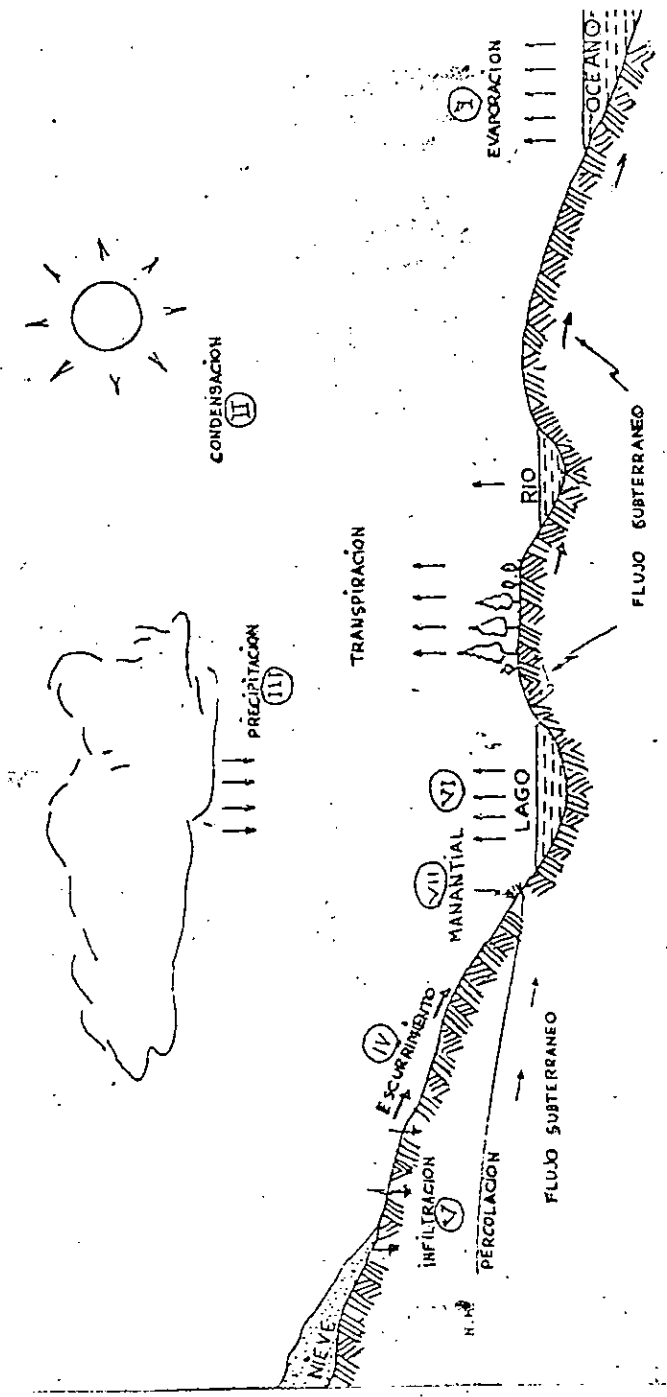 NIEVE
INFILTRACION
V
PERCOLACION
FLUJO SUBTERRANEO
IV
ESCURRIMIENTO
VII
MANANTIAL
VI
LAGO
PRECIPITACION
III
TRANSPIRACION
CONDENSACION
II
RIO
FLUJO SUBTERRANEO
I
EVAPORACION
OCEANO